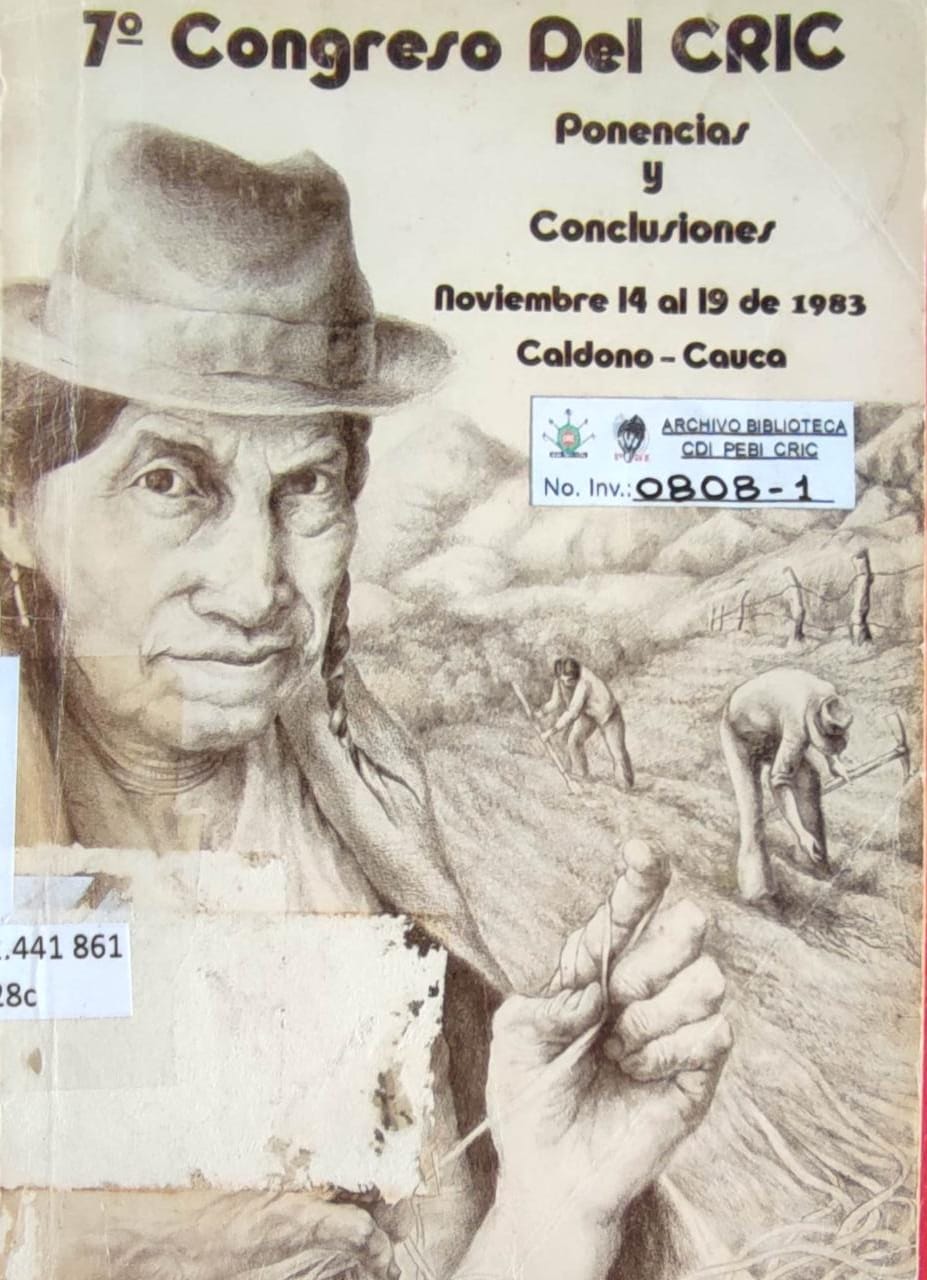 7º Congreso Del CRIC
Ponencias
y
Conclusiones
Noviembre 14 al 19 de 1983
Caldono - Cauca
ARCHIVO BIBLIOTECA
CDI PEBI CRIC
No. Inv.: 0808-1
.441 861
28c